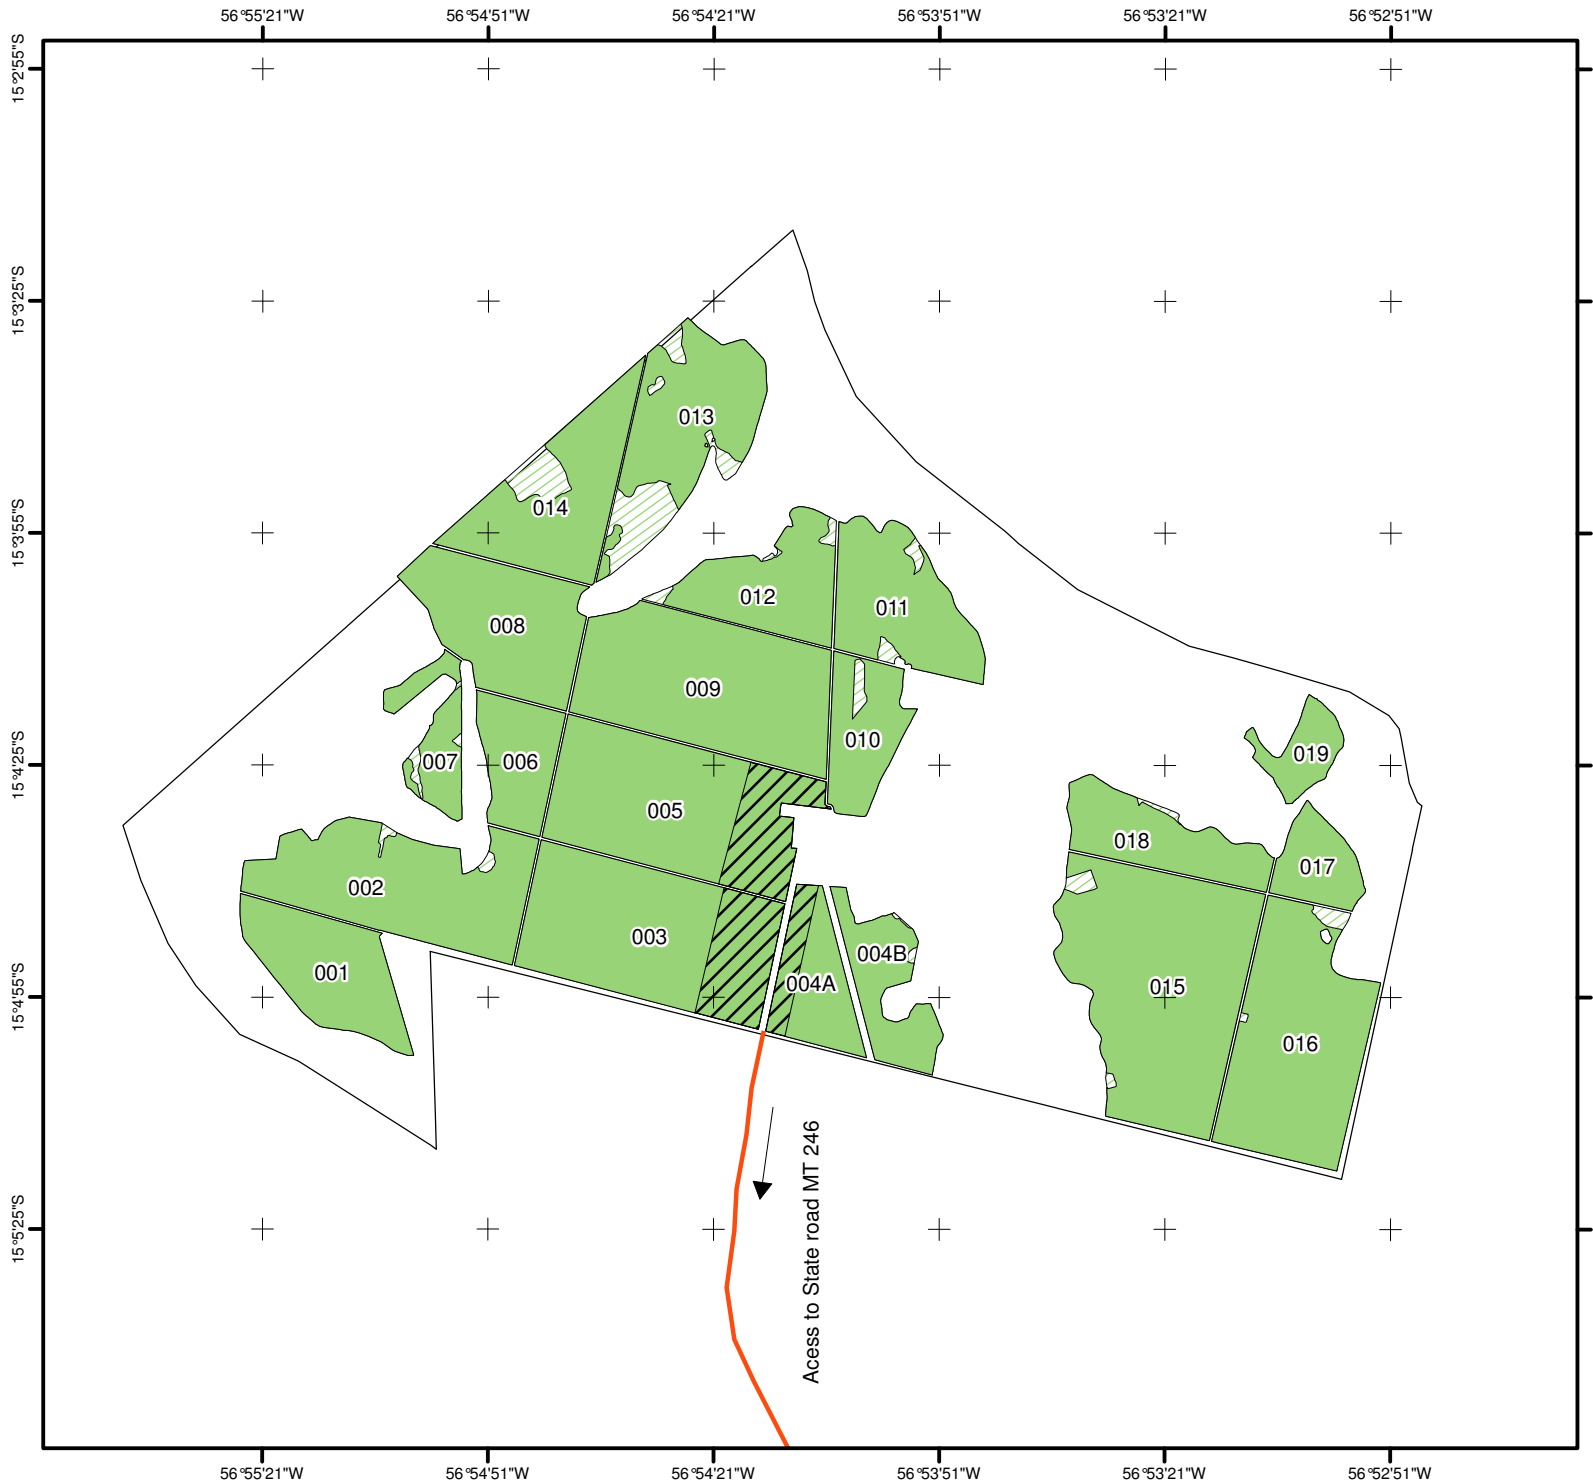 56°55'21"W 56°54'51"W 56°54'21"W 56°53'51"W 56°53'21"W 56°52'51"W
15°2'55"S
15°3'25"S
013
014
15°3'55"S
012
011
008
009
010
019
15°4'25"S
007
006
005
018
017
002
003
004B
001
004A
015
15°4'55"S
016
Acess to State road MT 246
15°5'25"S
56°55'21"W 56°54'51"W 56°54'21"W 56°53'51"W 56°53'21"W 56°52'51"W